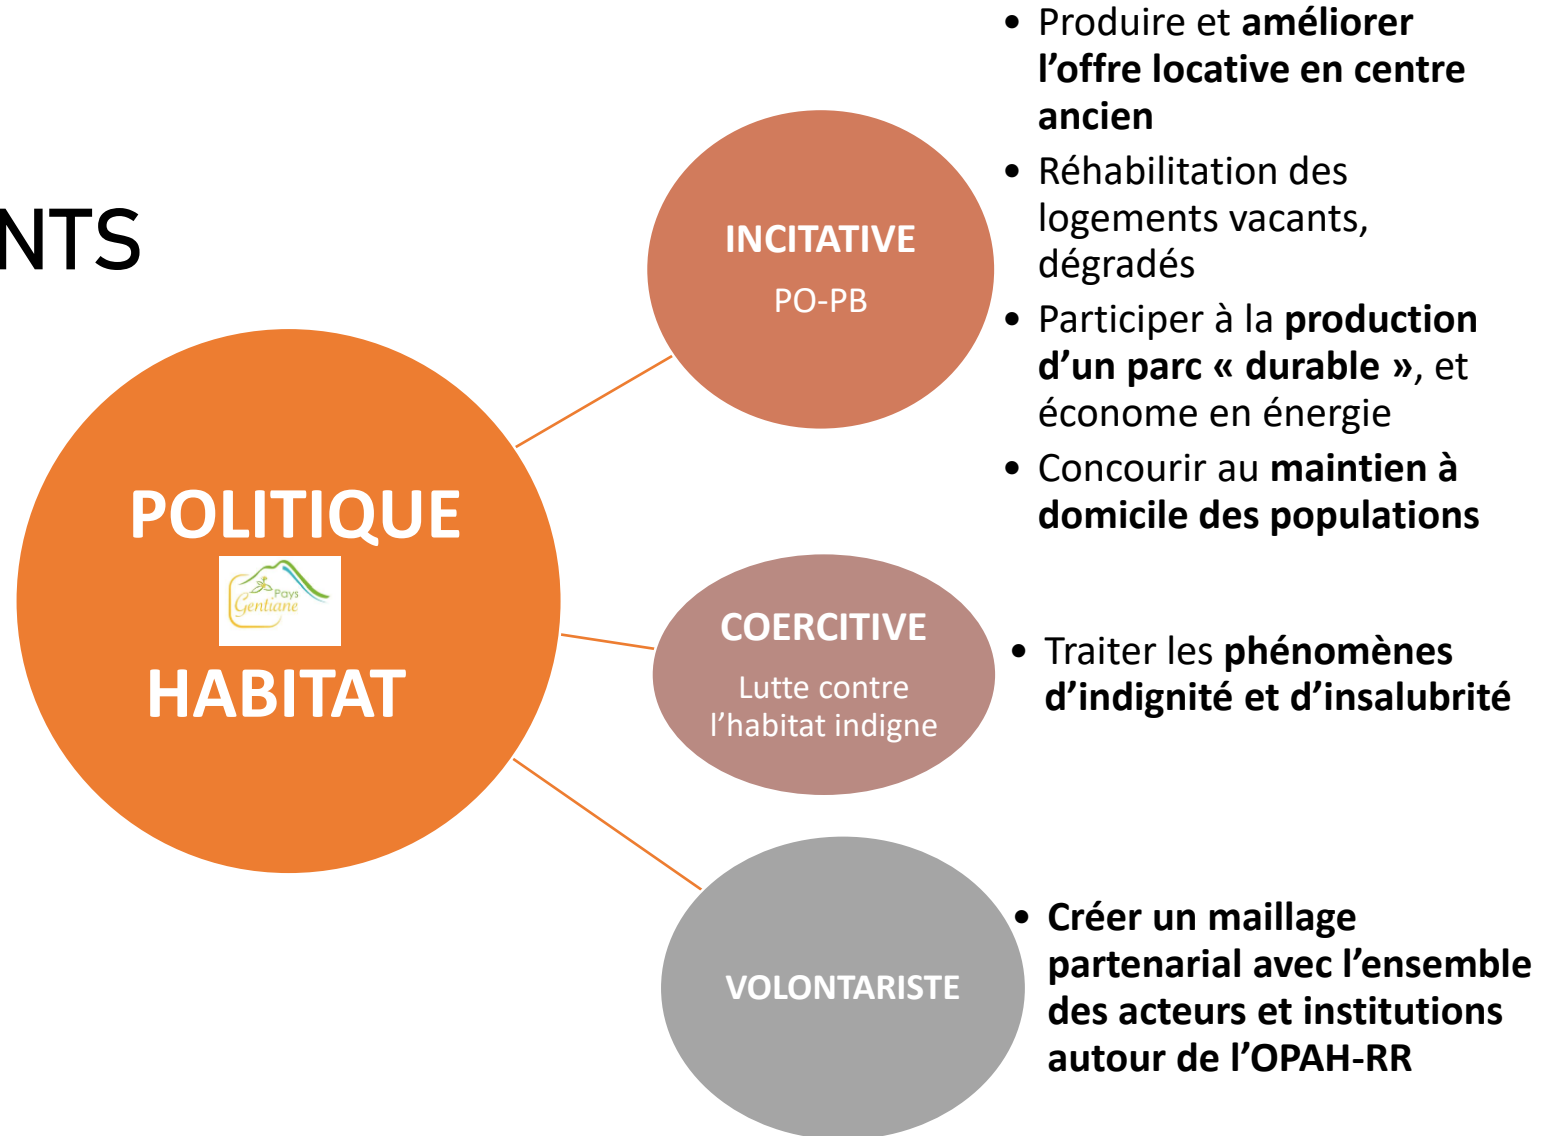 NTS
POLITIQUE
Pays
Gentiane
HABITAT
INCITATIVE
PO-PB
• Produire et améliorer
l’offre locative en centre
ancien
• Réhabilitation des
logements vacants,
dégradés
• Participer à la production
d’un parc « durable », et
économe en énergie
• Concourir au maintien à
domicile des populations
COERCITIVE
Lutte contre
l’habitat indigne
• Traiter les phénomènes
d’indignité et d’insalubrité
VOLONTARISTE
• Créer un maillage
partenarial avec l’ensemble
des acteurs et institutions
autour de l’OPAH-RR